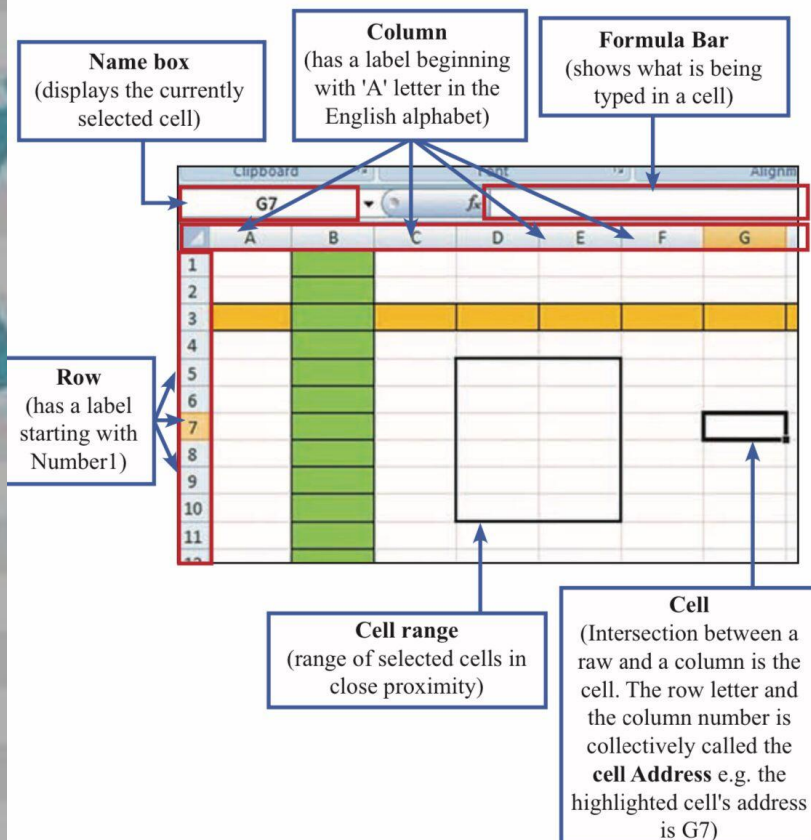 Name box
(displays the currently
selected cell)
Column
(has a label beginning
with 'A' letter in the
English alphabet)
Formula Bar
(shows what is being
typed in a cell)
Clipboard
Font
Alignm
G7
fx
A B C D E F G
1
2
3
4
5
6
7
8
9
10
11
12
Row
(has a label
starting with
Number1)
Cell range
(range of selected cells in
close proximity)
Cell
(Intersection between a
raw and a column is the
cell. The row letter and
the column number is
collectively called the
cell Address e.g. the
highlighted cell's address
is G7)